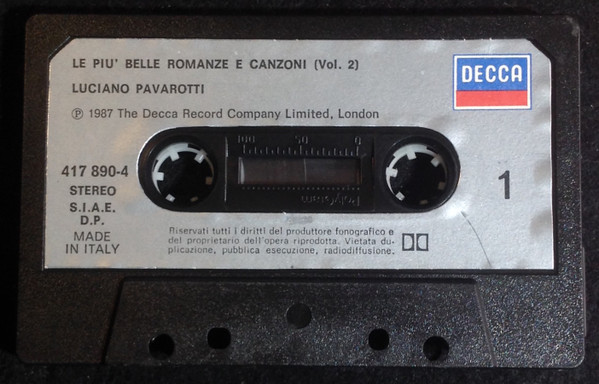 LE PIU' BELLE ROMANZE E CANZONI (Vol. 2)
LUCIANO PAVAROTTI
DECCA
℗ 1987 The Decca Record Company Limited, London
417 890-4
STEREO
S.I.A.E.
D.P.
MADE
IN ITALY
100 50 0
PolyGram
1
Riservati tutti i diritti del produttore fonografico e
del proprietario dell'opera riprodotta. Vietata du-
plicazione, pubblica esecuzione, radiodiffusione.